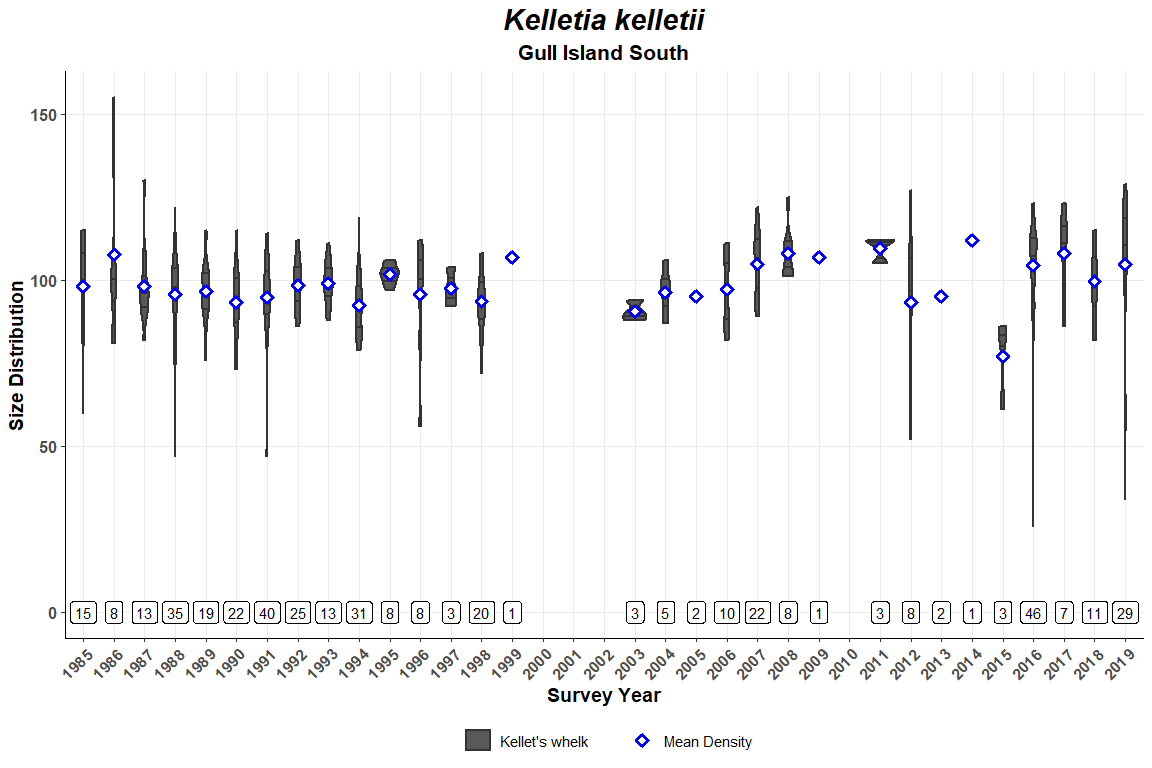 Kelletia kelletii
Gull Island South
Size Distribution
150
100
50
0
15 8 13 35 19 22 40 25 13 31 8 8 3 20 1 3 5 2 10 22 8 1 3 8 2 1 3 46 7 11 29
1985 1986 1987 1988 1989 1990 1991 1992 1993 1994 1995 1996 1997 1998 1999 2000 2001 2002 2003 2004 2005 2006 2007 2008 2009 2010 2011 2012 2013 2014 2015 2016 2017 2018 2019
Survey Year
Kellet's whelk Mean Density